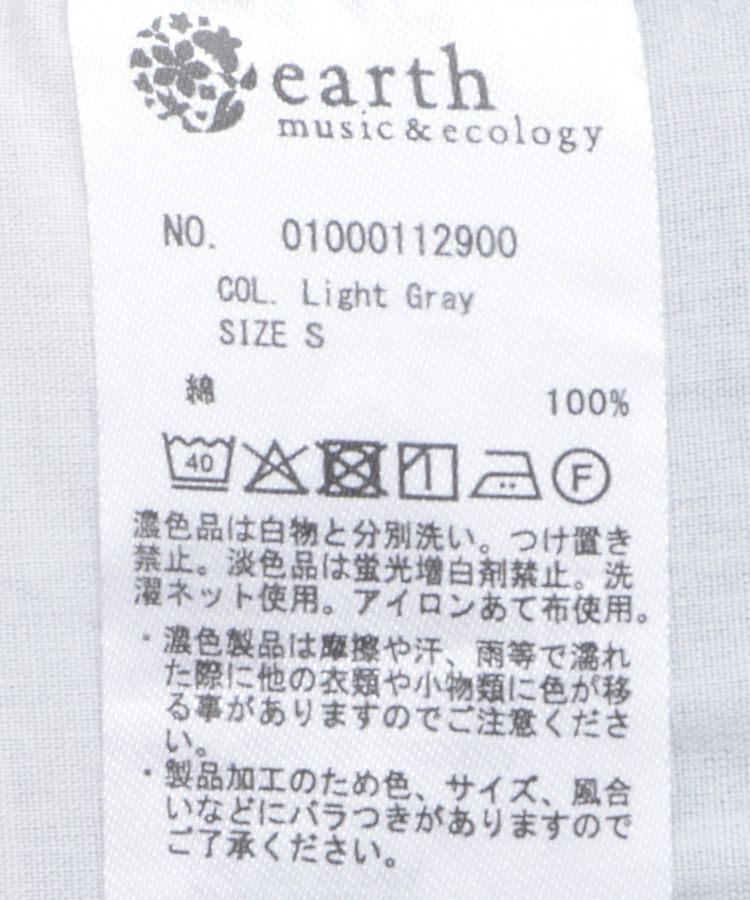 earth
music&ecology
NO. 01000112900
COL. Light Gray
SIZE S
綿 100%
40 F
濃色品は白物と分別洗い。つけ置き
禁止。淡色品は蛍光増白剤禁止。洗
濯ネット使用。アイロンあて布使用。
・濃色製品は摩擦や汗、雨等で濡れ
た際に他の衣類や小物類に色が移
る事がありますのでご注意くださ
い。
・製品加工のため色、サイズ、風合
いなどにバラつきがありますので
ご了承ください。